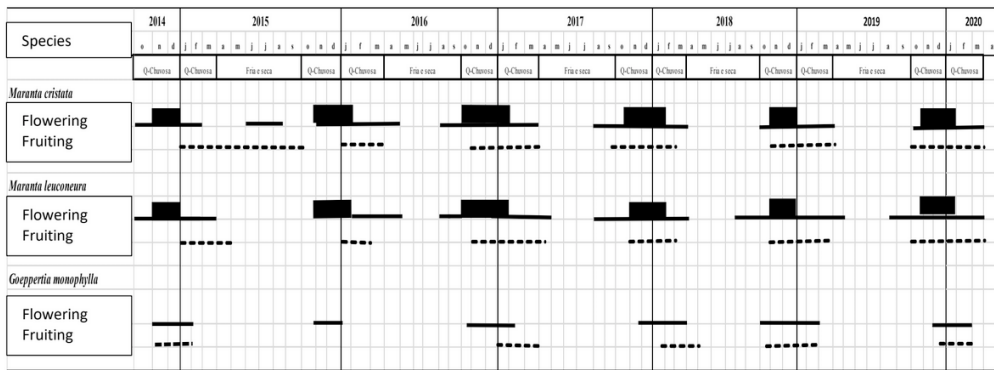 2014 2015 2016 2017 2018 2019 2020
Species
o n d j f m a m j j a s o n d j f m a m j j a s o n d j f m a m j j a s o n d j f m a m j j a s o n d j f m a m j j a s o n d j f m a
Q-Chuvosa Q-Chuvosa Fria e seca Q-Chuvosa Q-Chuvosa Fria e seca Q-Chuvosa Q-Chuvosa Fria e seca Q-Chuvosa Q-Chuvosa Fria e seca Q-Chuvosa Q-Chuvosa Fria e seca Q-Chuvosa Q-Chuvosa
Maranta cristata
Flowering
Fruiting
Maranta leuconeura
Flowering
Fruiting
Goeppertia monophylla
Flowering
Fruiting